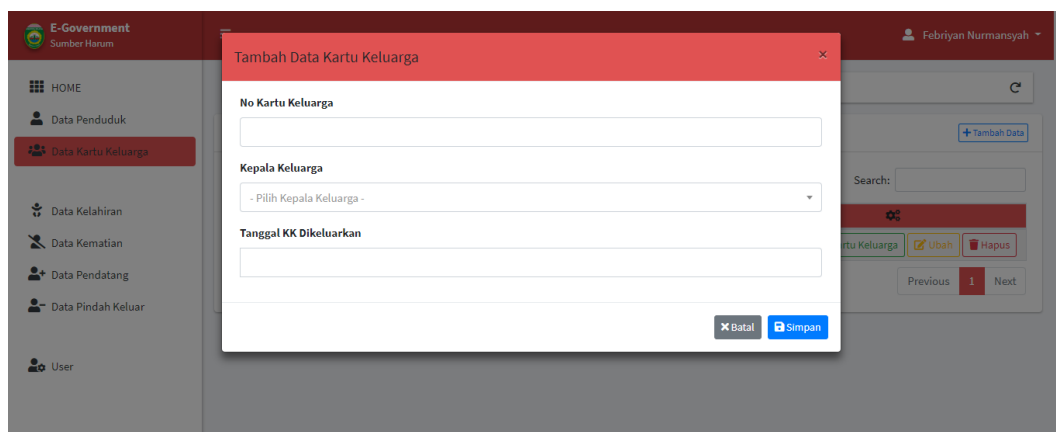 E-Government
Sumber Harum
Febriyan Nurmansyah
HOME
Data Penduduk
Data Kartu Keluarga
Data Kelahiran
Data Kematian
Data Pendatang
Data Pindah Keluar
User
Tambah Data Kartu Keluarga
×
No Kartu Keluarga
Kepala Keluarga
- Pilih Kepala Keluarga -
Tanggal KK Dikeluarkan
Batal Simpan
+ Tambah Data
Search:
Keluarga Ubah Hapus
Previous 1 Next